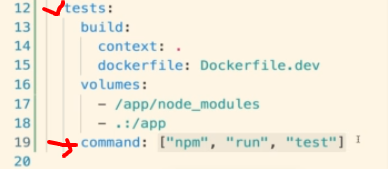 12 tests:
13 build:
14 context: .
15 dockerfile: Dockerfile.dev
16 volumes:
17 - /app/node_modules
18 - .:/app
19 command: ["npm", "run", "test"]
20